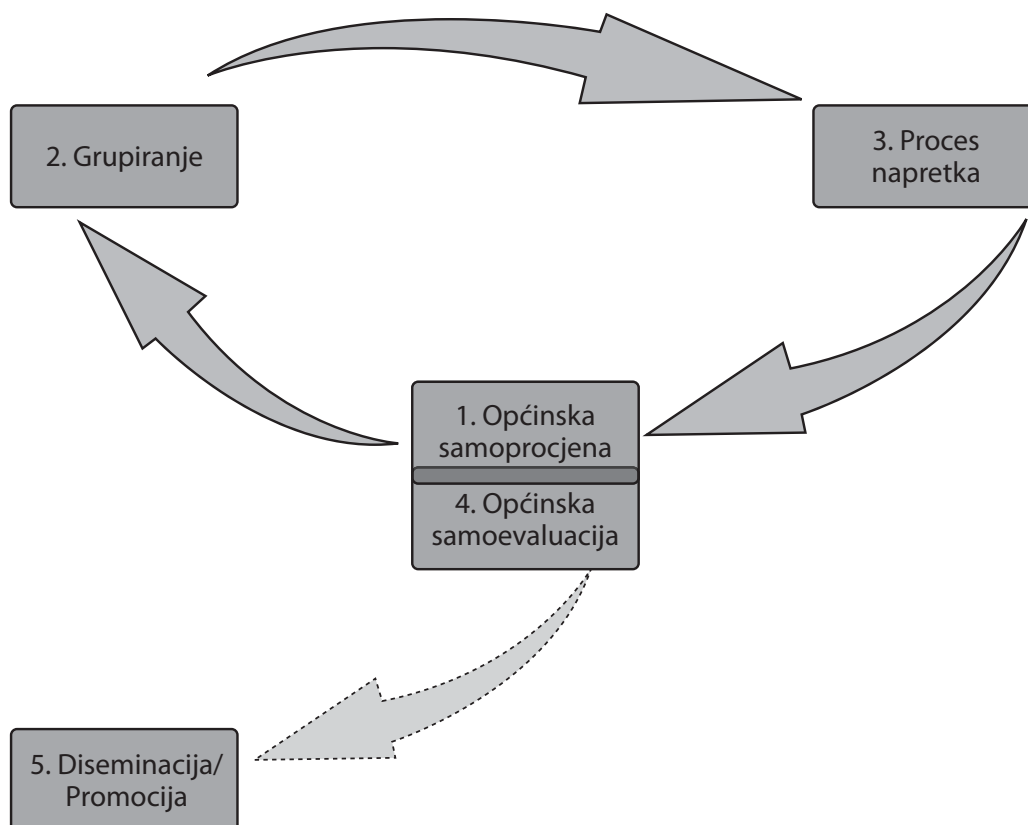 2. Grupiranje
3. Proces
napretka
1. Općinska
samoprocjena
4. Općinska
samoevaluacija
5. Diseminacija/
Promocija